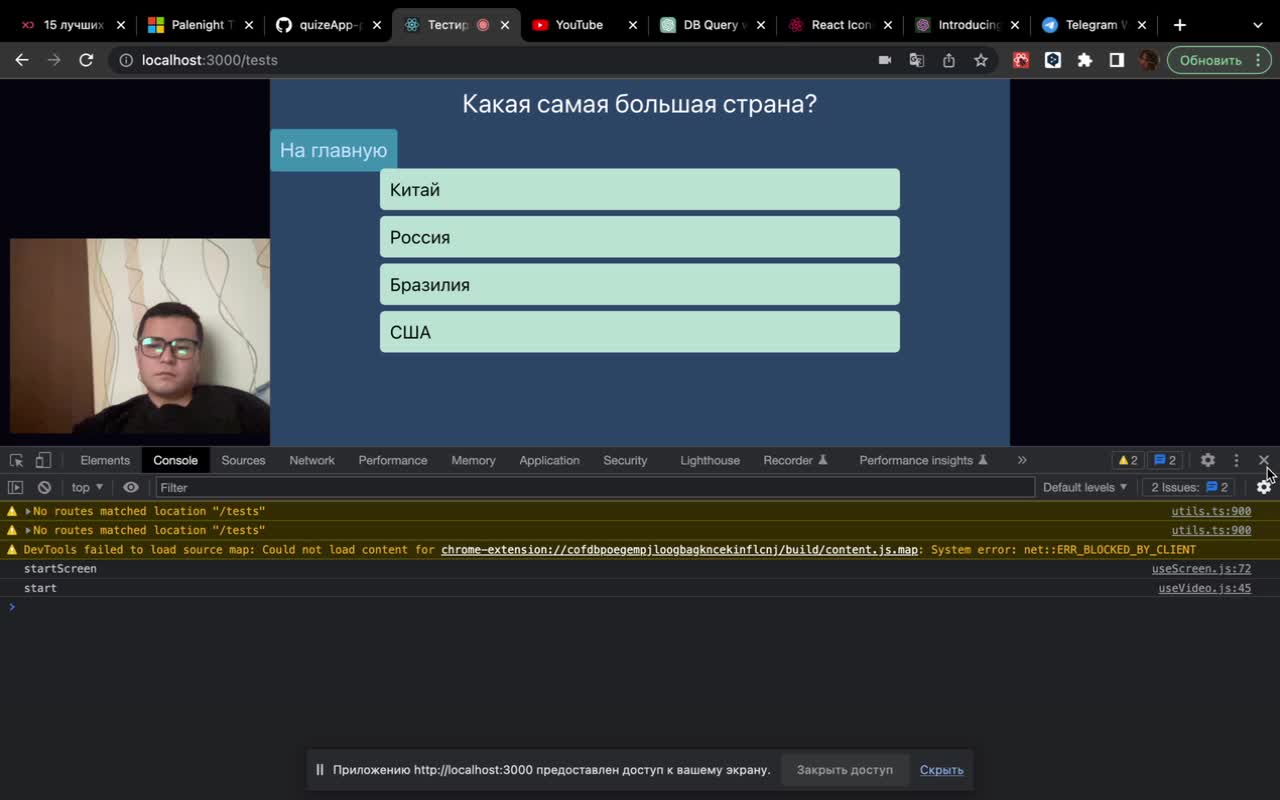 15 лучших
Palenight T
quizeApp-p
Тестир
YouTube
DB Query w
React Icon
Introducing
Telegram W
localhost:3000/tests
Обновить
Какая самая большая страна?
На главную
Китай
Россия
Бразилия
США
Elements Console Sources Network Performance Memory Application Security Lighthouse Recorder Performance insights » 2 2
top Filter Default levels 2 Issues: 2
No routes matched location "/tests" utils.ts:900
No routes matched location "/tests" utils.ts:900
DevTools failed to load source map: Could not load content for chrome-extension://cofdbpoegempjloogbagkncekinflcnj/build/content.js.map: System error: net::ERR_BLOCKED_BY_CLIENT
startScreen useScreen.js:72
start useVideo.js:45
Приложению http://localhost:3000 предоставлен доступ к вашему экрану. Закрыть доступ Скрыть